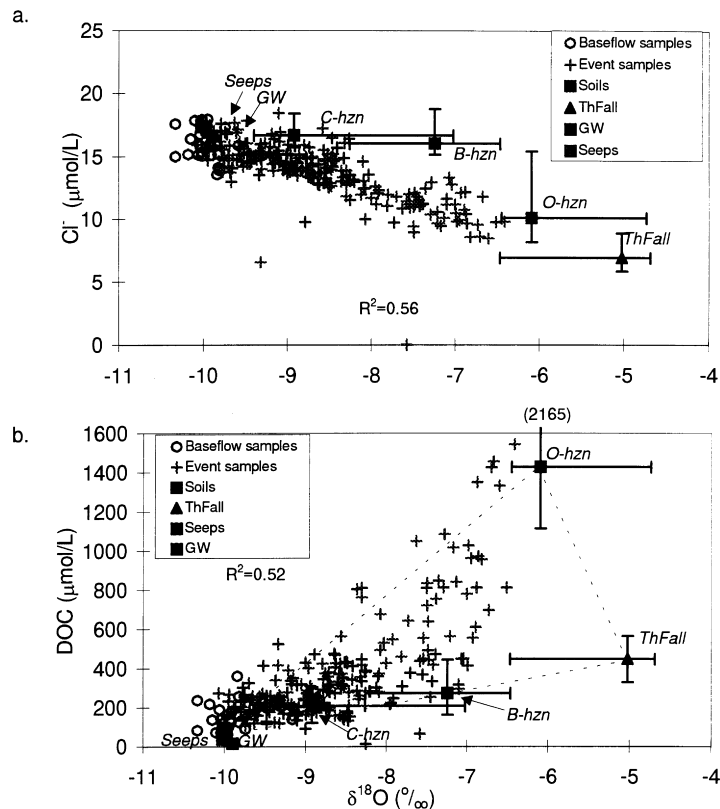 a.
25
20
15
10
5
0
Cl⁻ (μmol/L)
Seeps
GW
C-hzn
B-hzn
O-hzn
ThFall
Baseflow samples
Event samples
Soils
ThFall
GW
Seeps
R²=0.56
-11 -10 -9 -8 -7 -6 -5 -4
b.
(2165)
1600
1400
1200
1000
800
600
400
200
0
DOC (μmol/L)
Baseflow samples
Event samples
Soils
ThFall
Seeps
GW
R²=0.52
O-hzn
ThFall
B-hzn
C-hzn
Seeps
GW
-11 -10 -9 -8 -7 -6 -5 -4
δ¹⁸O (°/∞)